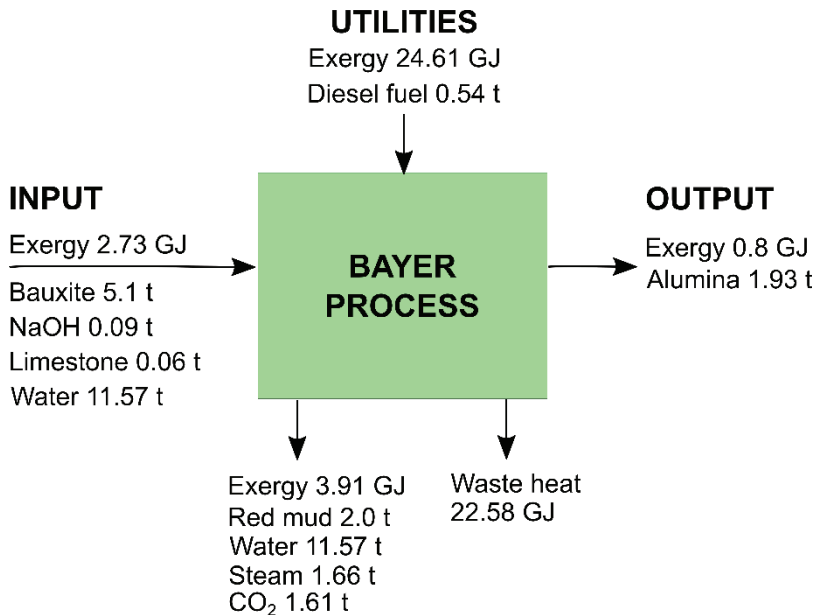 UTILITIES
Exergy 24.61 GJ
Diesel fuel 0.54 t
INPUT
Exergy 2.73 GJ
Bauxite 5.1 t
NaOH 0.09 t
Limestone 0.06 t
Water 11.57 t
BAYER
PROCESS
OUTPUT
Exergy 0.8 GJ
Alumina 1.93 t
Exergy 3.91 GJ
Red mud 2.0 t
Water 11.57 t
Steam 1.66 t
CO₂ 1.61 t
Waste heat
22.58 GJ